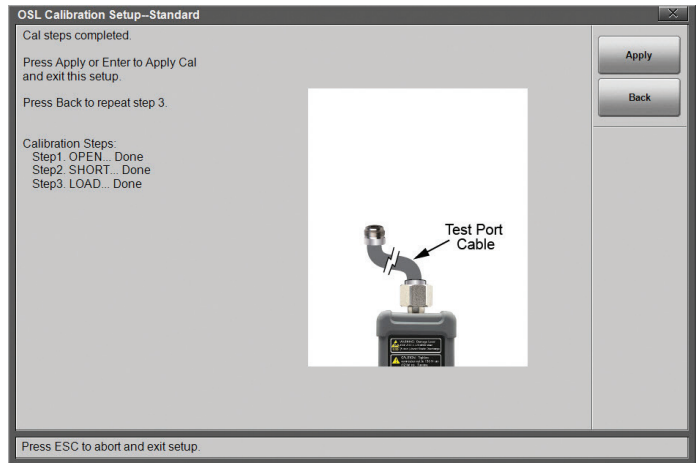 OSL Calibration Setup--Standard
Cal steps completed.
Press Apply or Enter to Apply Cal
and exit this setup.
Press Back to repeat step 3.
Calibration Steps:
Step1. OPEN... Done
Step2. SHORT... Done
Step3. LOAD... Done
Test Port
Cable
Apply
Back
Press ESC to abort and exit setup.